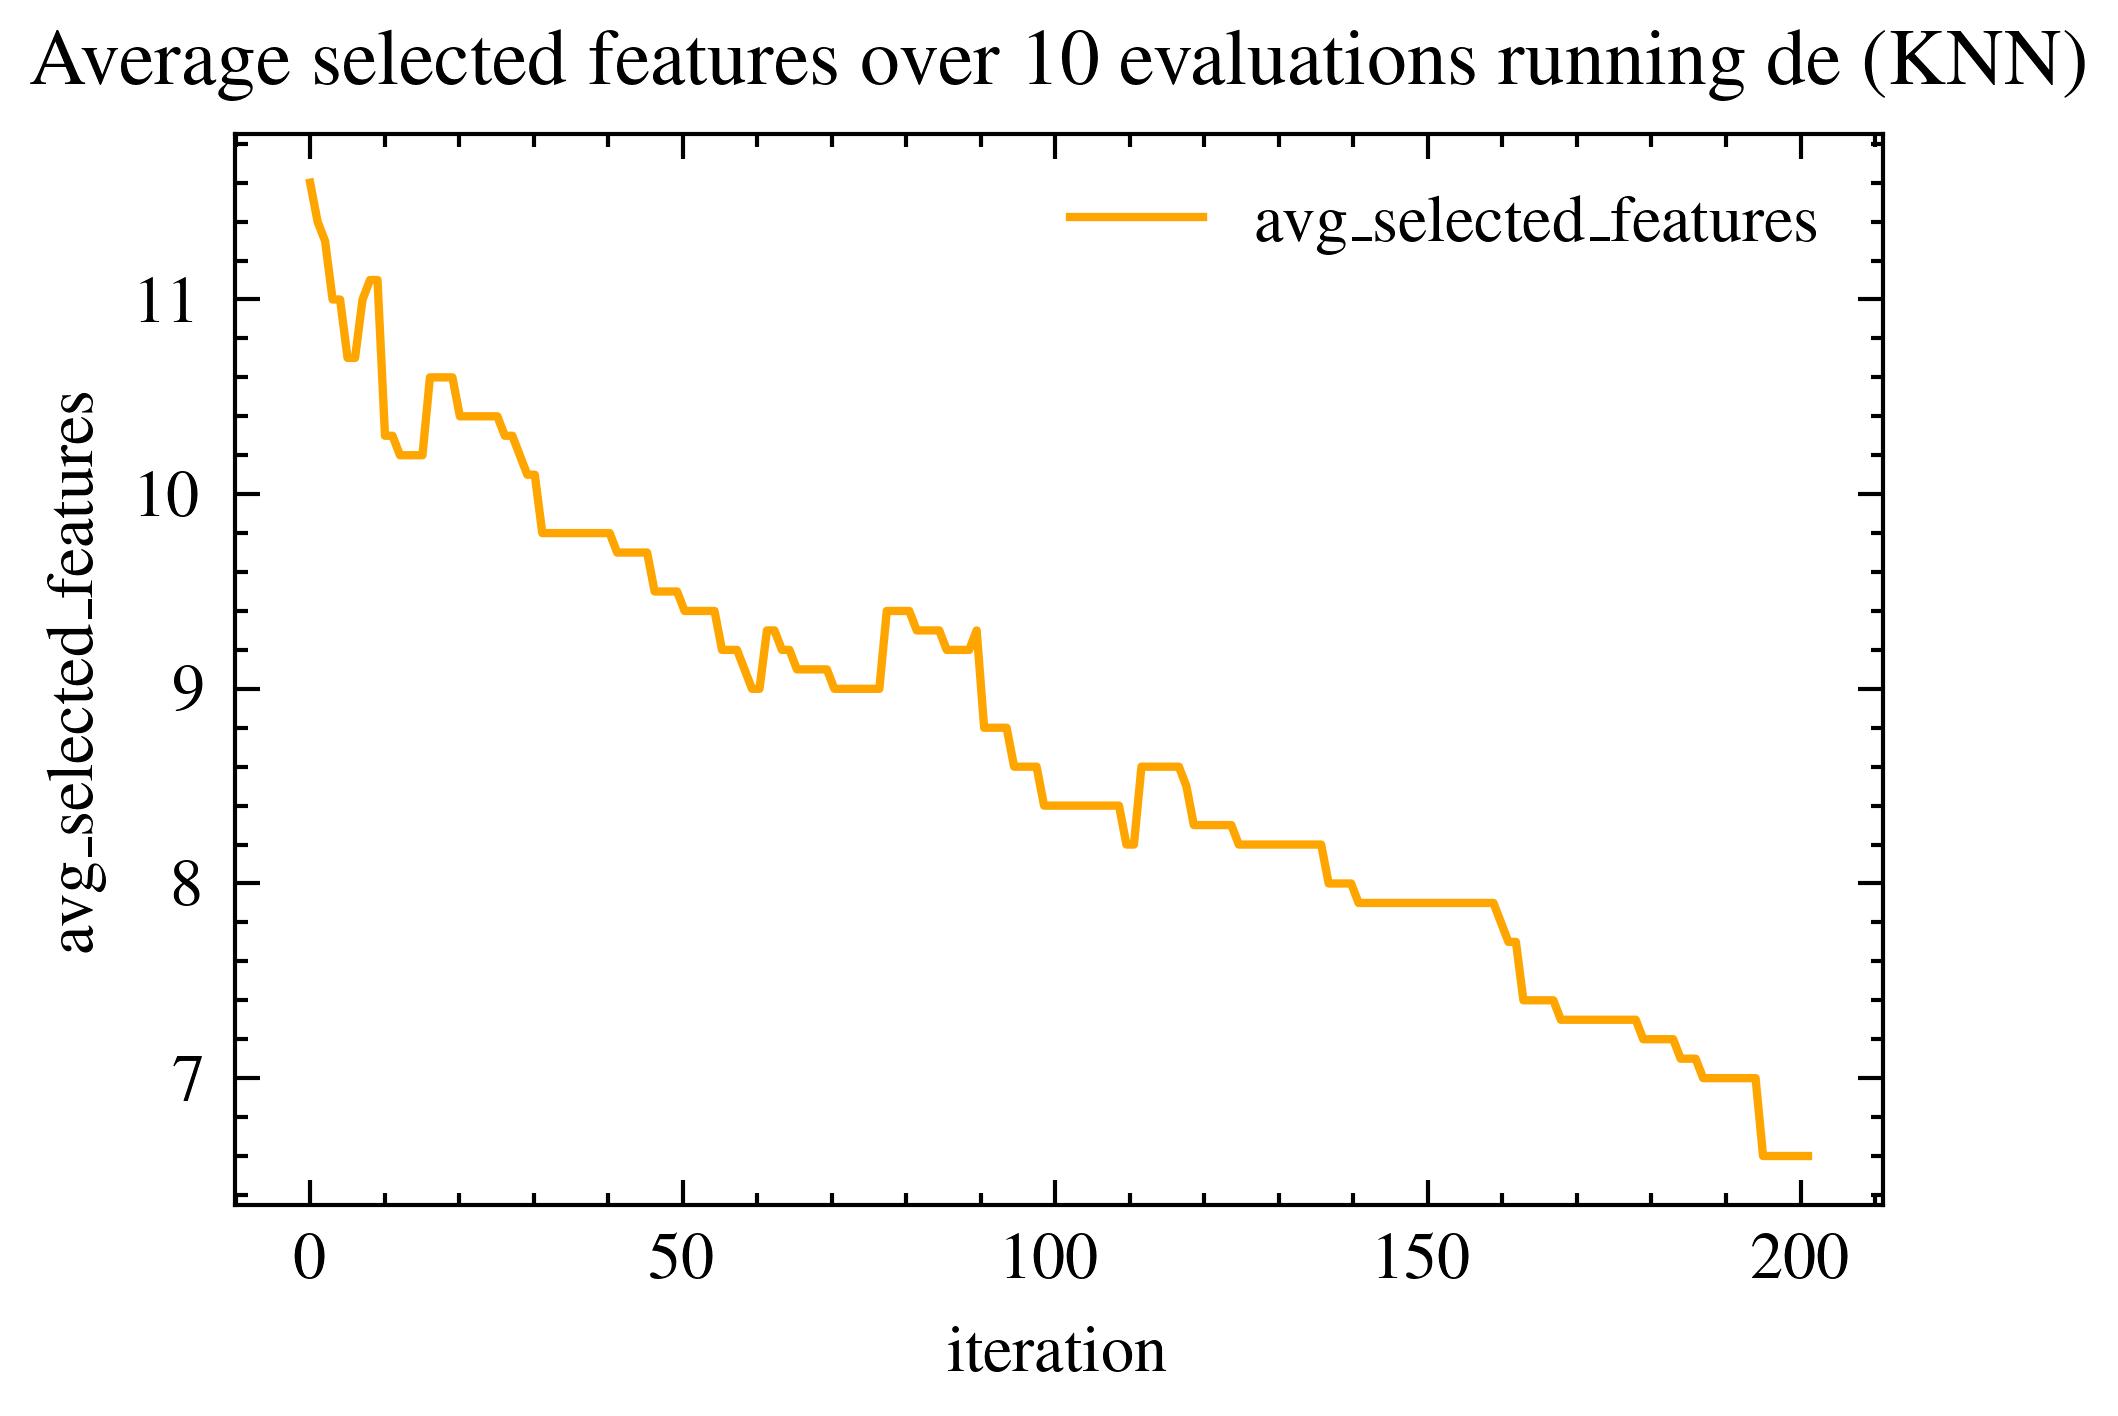 Average selected features over 10 evaluations running de (KNN)
avg_selected_features
11
10
9
8
7
avg_selected_features
0 50 100 150 200
iteration